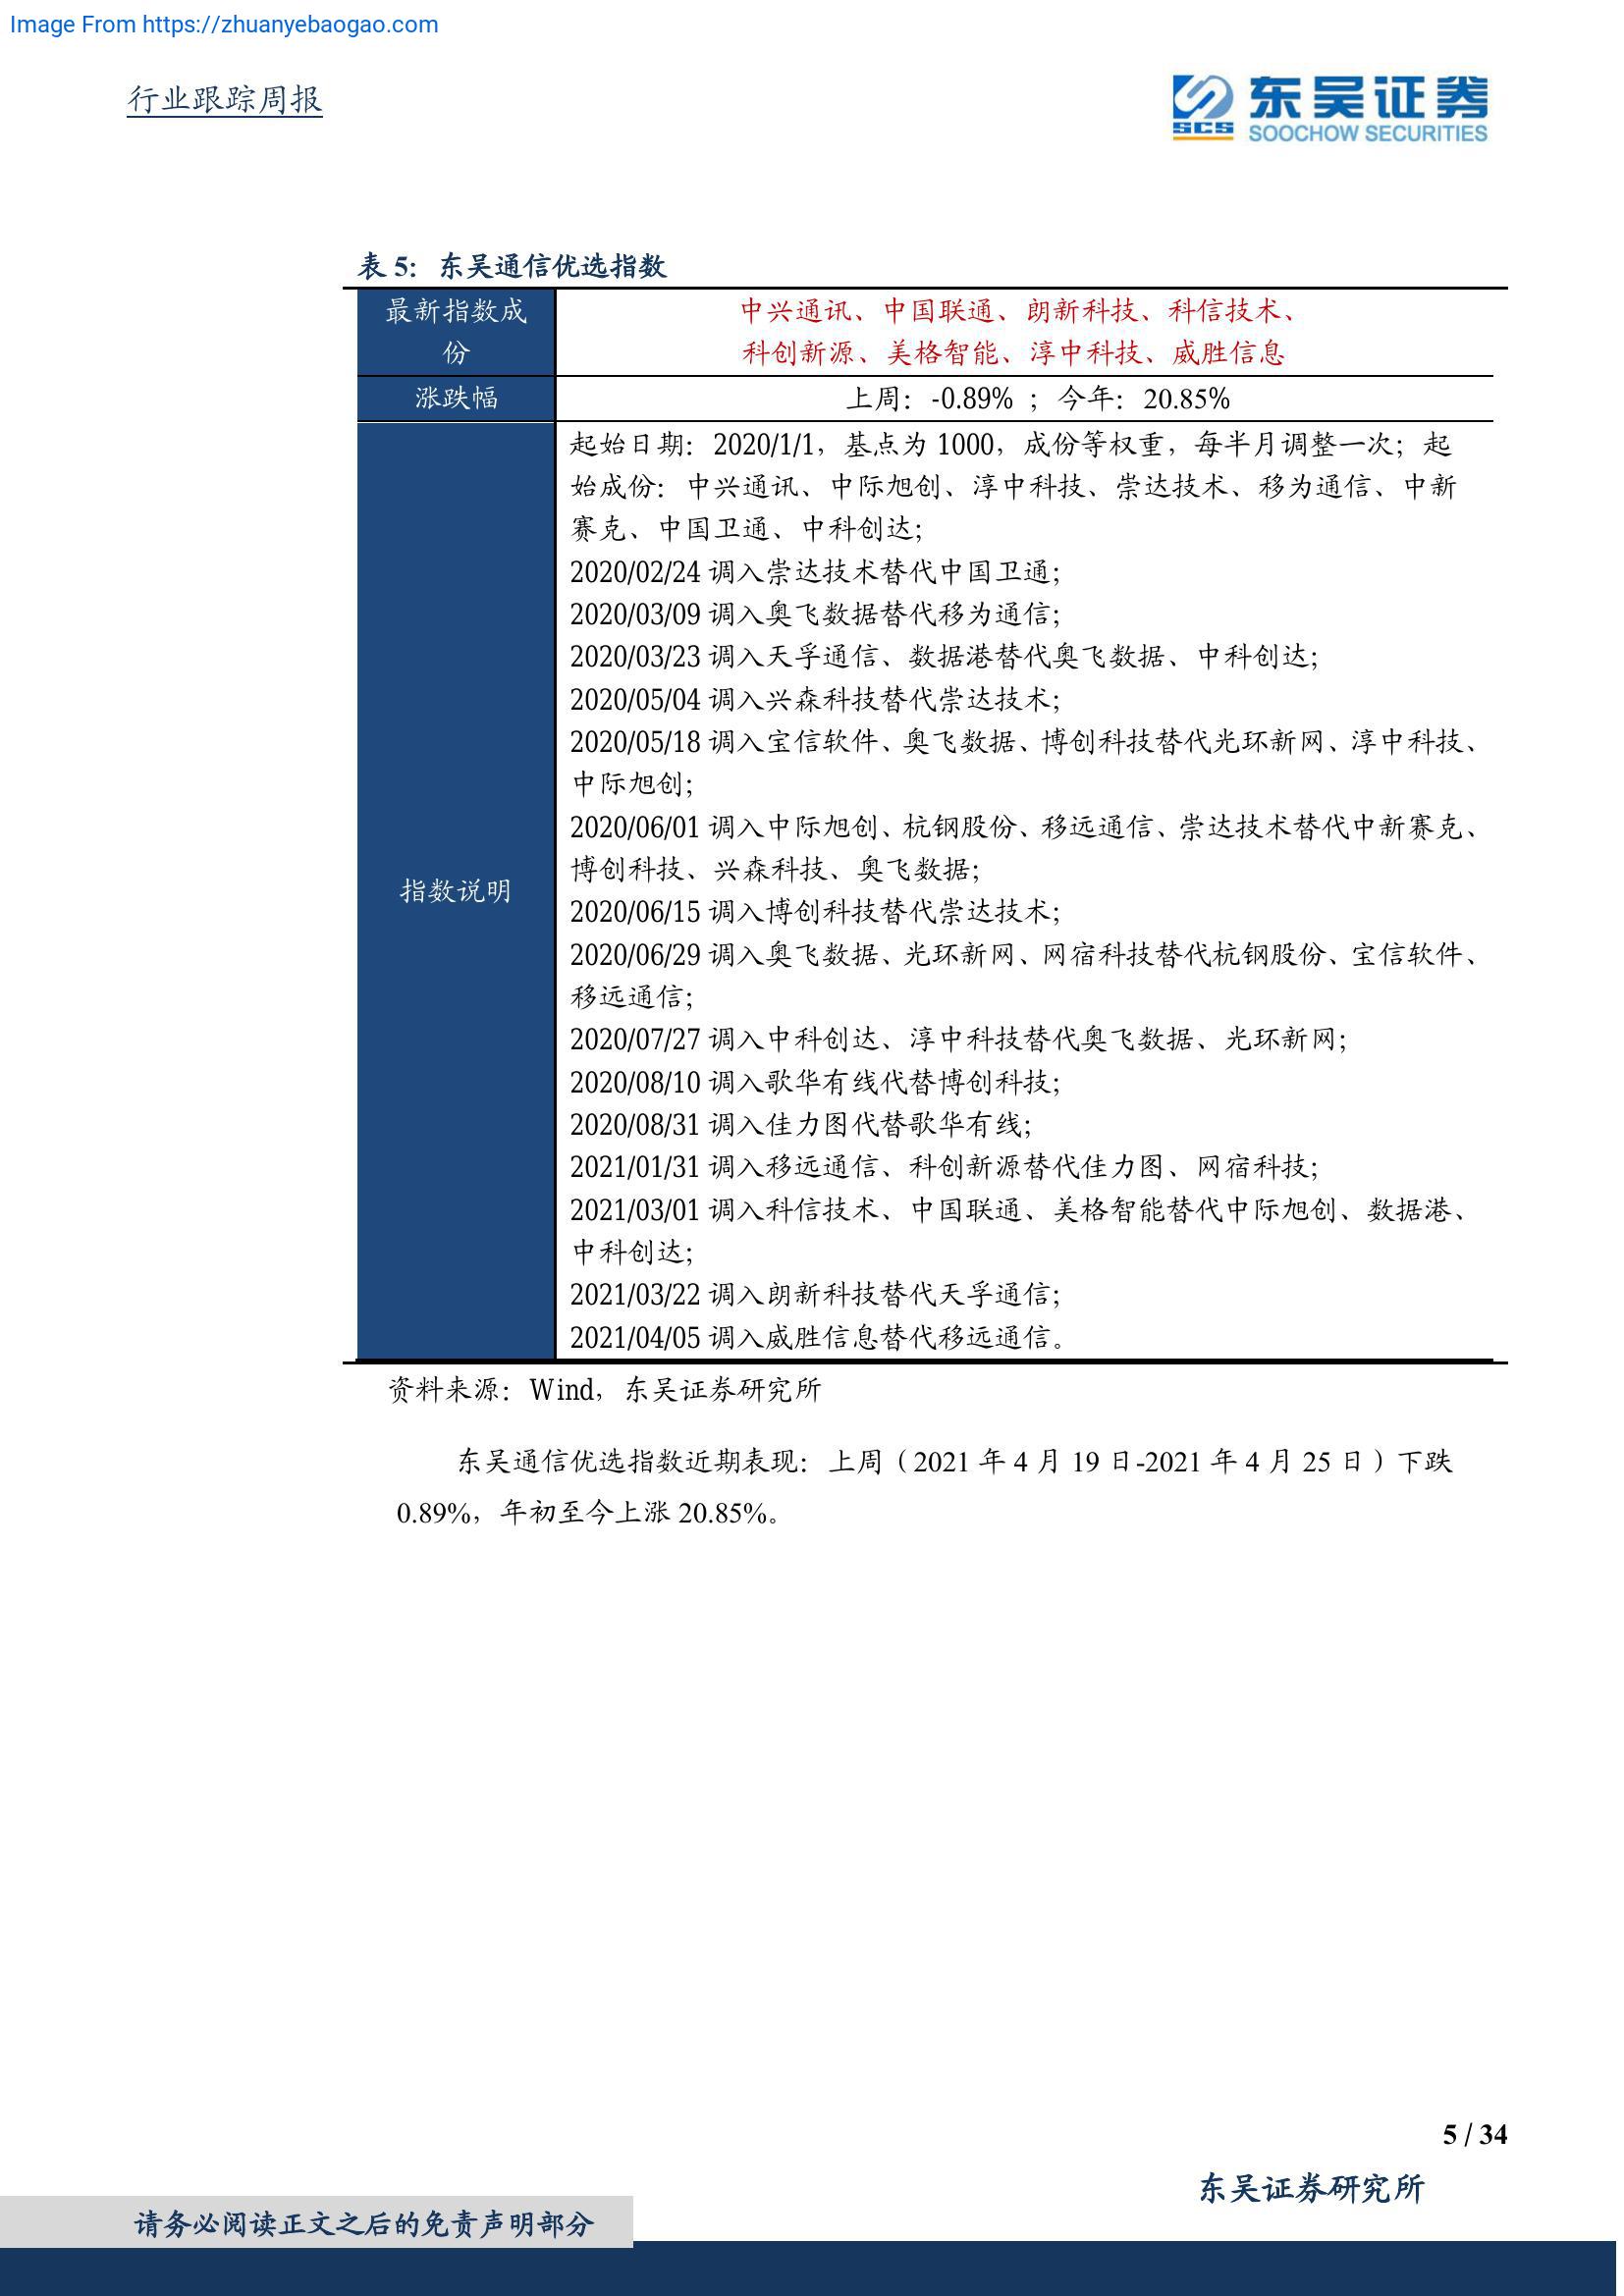 Image From https://zhuanyebaogao.com
行业跟踪周报
SCS
东吴证券
SOOCHOW SECURITIES
表 5：东吴通信优选指数
最新指数成
份
中兴通讯、中国联通、朗新科技、科信技术、
科创新源、美格智能、淳中科技、威胜信息
涨跌幅
上周：-0.89% ；今年：20.85%
指数说明
起始日期：2020/1/1，基点为 1000，成份等权重，每半月调整一次；起
始成份：中兴通讯、中际旭创、淳中科技、崇达技术、移为通信、中新
赛克、中国卫通、中科创达；
2020/02/24 调入崇达技术替代中国卫通；
2020/03/09 调入奥飞数据替代移为通信；
2020/03/23 调入天孚通信、数据港替代奥飞数据、中科创达；
2020/05/04 调入兴森科技替代崇达技术；
2020/05/18 调入宝信软件、奥飞数据、博创科技替代光环新网、淳中科技、
中际旭创；
2020/06/01 调入中际旭创、杭钢股份、移远通信、崇达技术替代中新赛克、
博创科技、兴森科技、奥飞数据；
2020/06/15 调入博创科技替代崇达技术；
2020/06/29 调入奥飞数据、光环新网、网宿科技替代杭钢股份、宝信软件、
移远通信；
2020/07/27 调入中科创达、淳中科技替代奥飞数据、光环新网；
2020/08/10 调入歌华有线代替博创科技；
2020/08/31 调入佳力图代替歌华有线；
2021/01/31 调入移远通信、科创新源替代佳力图、网宿科技；
2021/03/01 调入科信技术、中国联通、美格智能替代中际旭创、数据港、
中科创达；
2021/03/22 调入朗新科技替代天孚通信；
2021/04/05 调入威胜信息替代移远通信。
资料来源：Wind，东吴证券研究所
东吴通信优选指数近期表现：上周（2021 年 4 月 19 日-2021 年 4 月 25 日）下跌
0.89%，年初至今上涨 20.85%。
5 / 34
东吴证券研究所
请务必阅读正文之后的免责声明部分